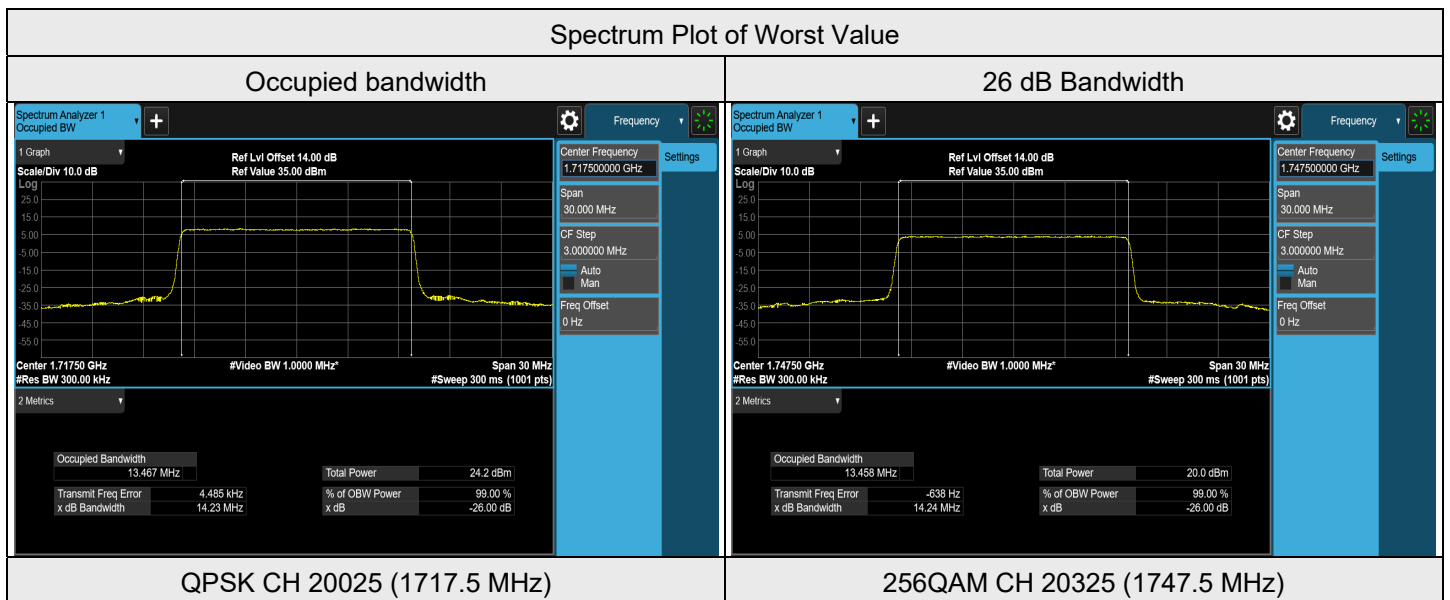 Spectrum Plot of Worst Value
Occupied bandwidth
Spectrum Analyzer 1
Occupied BW
+
Frequency
1 Graph
Ref Lvl Offset 14.00 dB
Scale/Div 10.0 dB
Ref Value 35.00 dBm
Log
25.0
15.0
5.00
-5.00
-15.0
-25.0
-35.0
-45.0
-55.0
Center 1.71750 GHz
#Video BW 1.0000 MHz*
Span 30 MHz
#Res BW 300.00 kHz
#Sweep 300 ms (1001 pts)
Center Frequency
1.717500000 GHz
Settings
Span
30.000 MHz
CF Step
3.000000 MHz
Auto
Man
Freq Offset
0 Hz
2 Metrics
Occupied Bandwidth
13.467 MHz
Total Power 24.2 dBm
Transmit Freq Error 4.485 kHz
% of OBW Power 99.00 %
x dB Bandwidth 14.23 MHz
x dB -26.00 dB
QPSK CH 20025 (1717.5 MHz)
26 dB Bandwidth
Spectrum Analyzer 1
Occupied BW
+
Frequency
1 Graph
Ref Lvl Offset 14.00 dB
Scale/Div 10.0 dB
Ref Value 35.00 dBm
Log
25.0
15.0
5.00
-5.00
-15.0
-25.0
-35.0
-45.0
-55.0
Center 1.74750 GHz
#Video BW 1.0000 MHz*
Span 30 MHz
#Res BW 300.00 kHz
#Sweep 300 ms (1001 pts)
Center Frequency
1.747500000 GHz
Settings
Span
30.000 MHz
CF Step
3.000000 MHz
Auto
Man
Freq Offset
0 Hz
2 Metrics
Occupied Bandwidth
13.458 MHz
Total Power 20.0 dBm
Transmit Freq Error -638 Hz
% of OBW Power 99.00 %
x dB Bandwidth 14.24 MHz
x dB -26.00 dB
256QAM CH 20325 (1747.5 MHz)